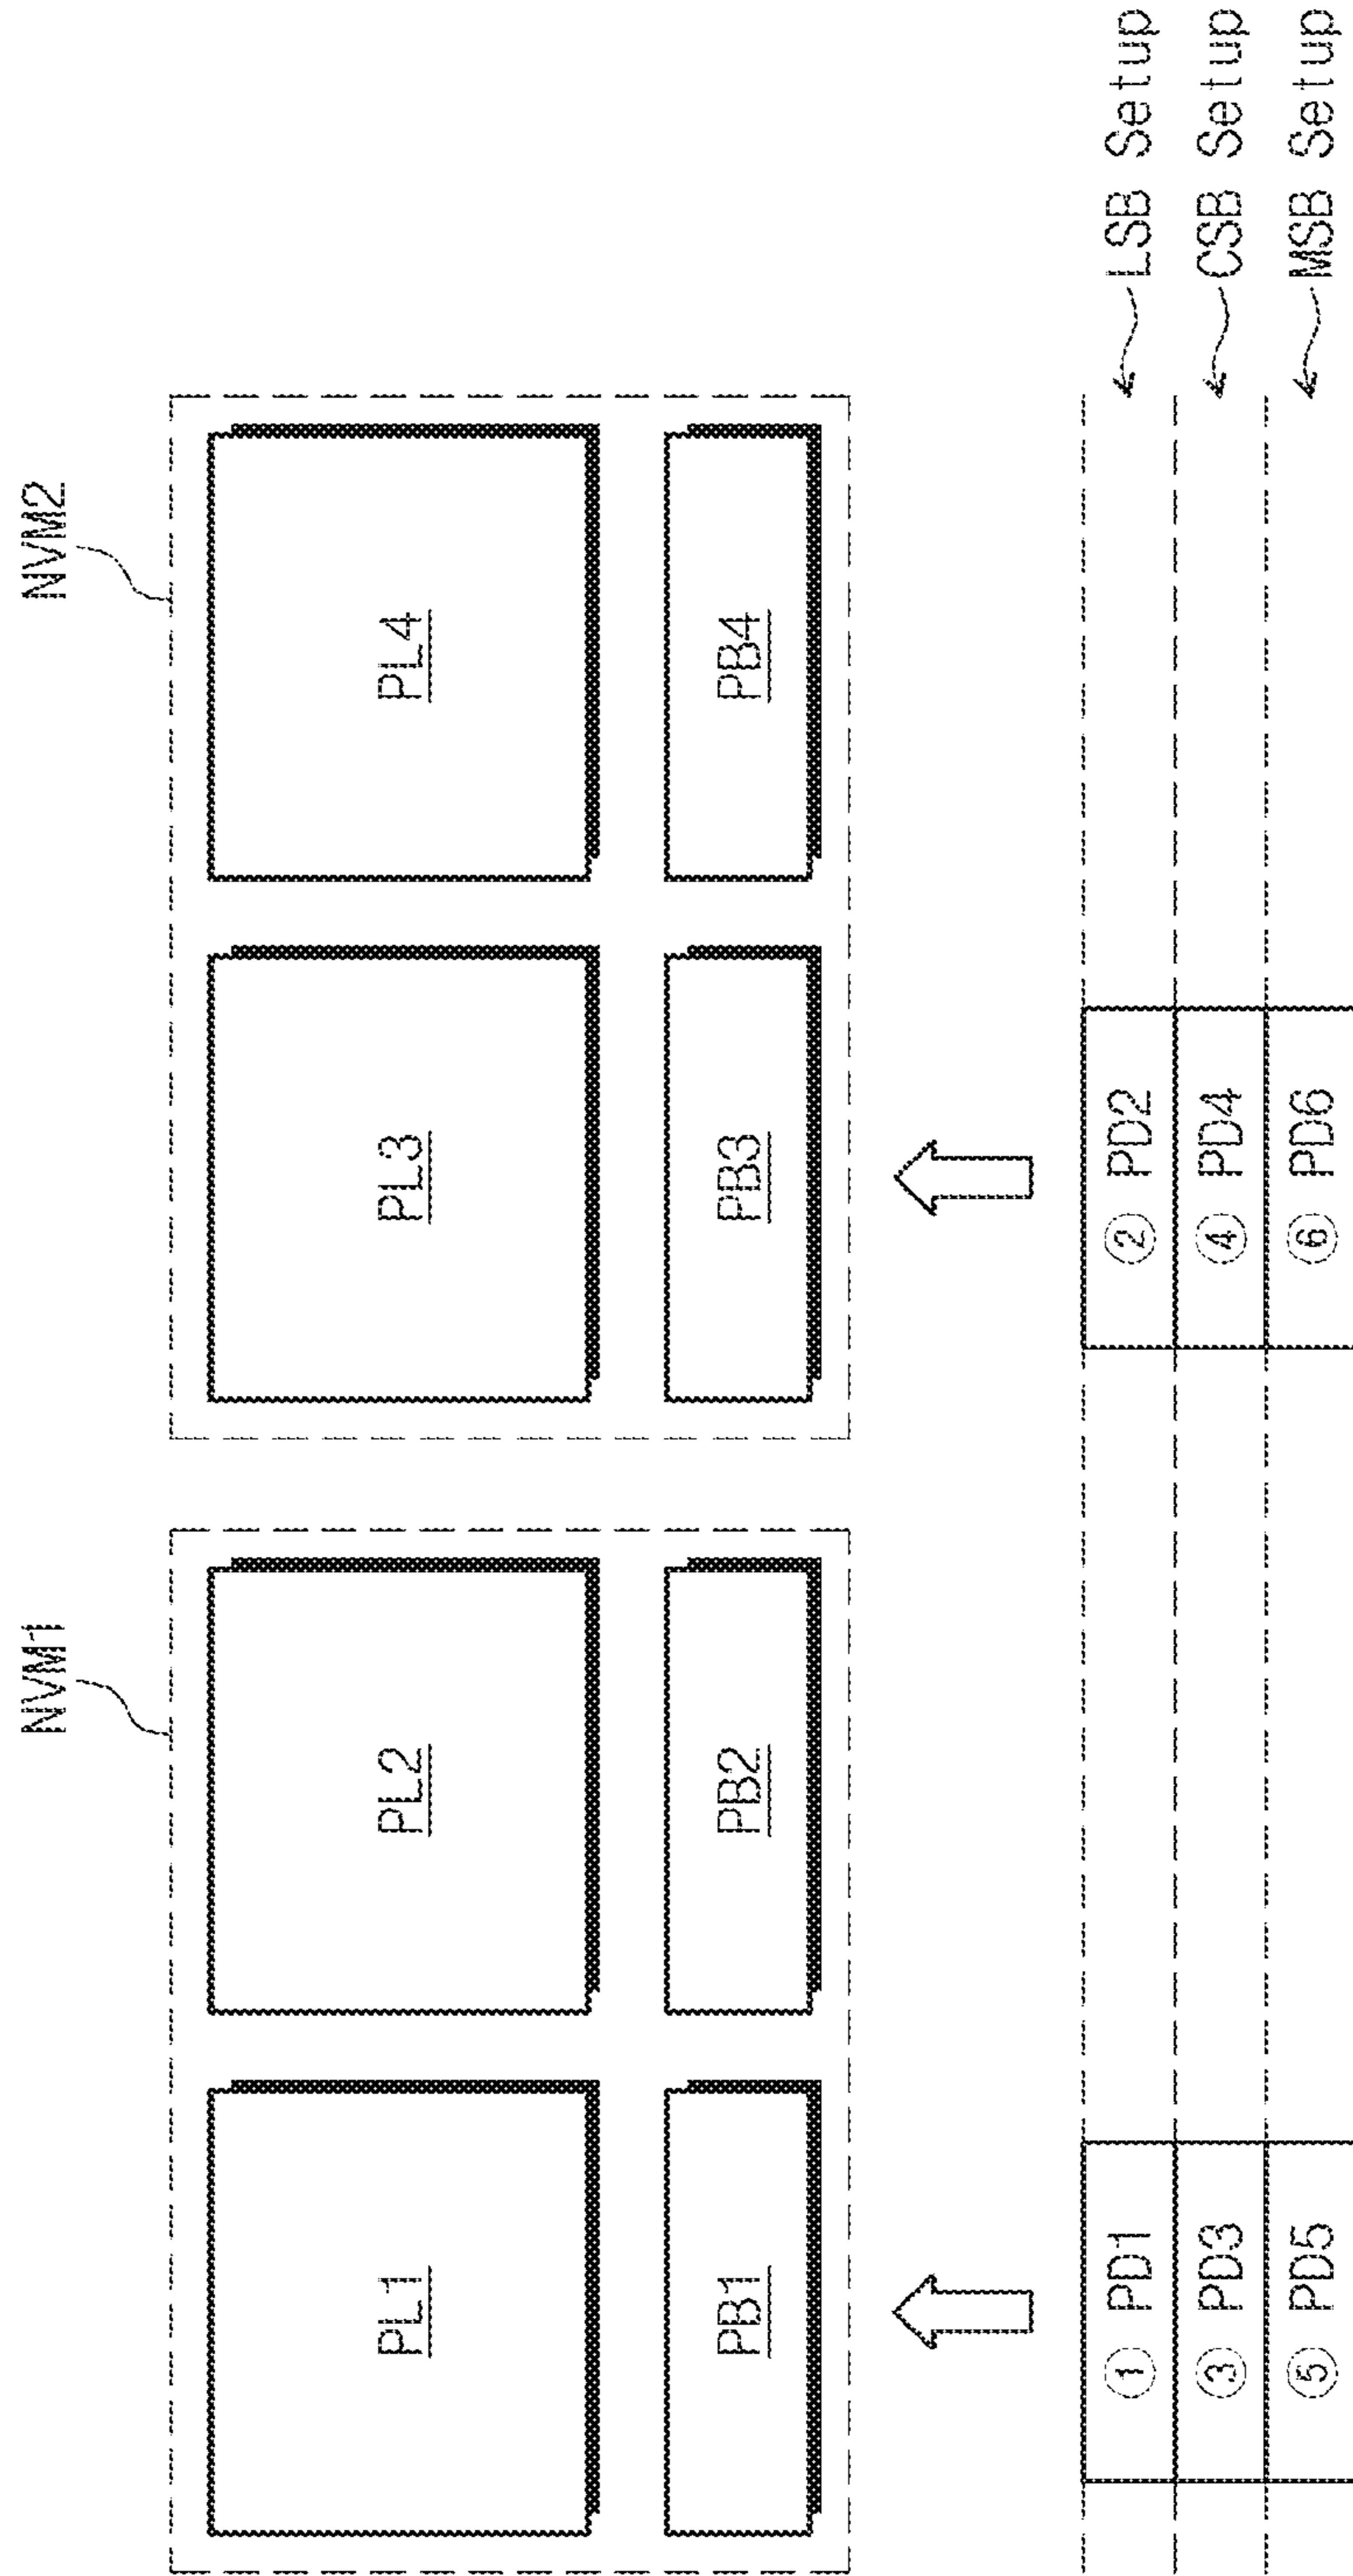 NVM1
NVM2
PL1
PL2
PL3
PL4
PB1
PB2
PB3
PB4
① PD1
② PD2
LSB Setup
③ PD3
④ PD4
CSB Setup
⑤ PD5
⑥ PD6
MSB Setup